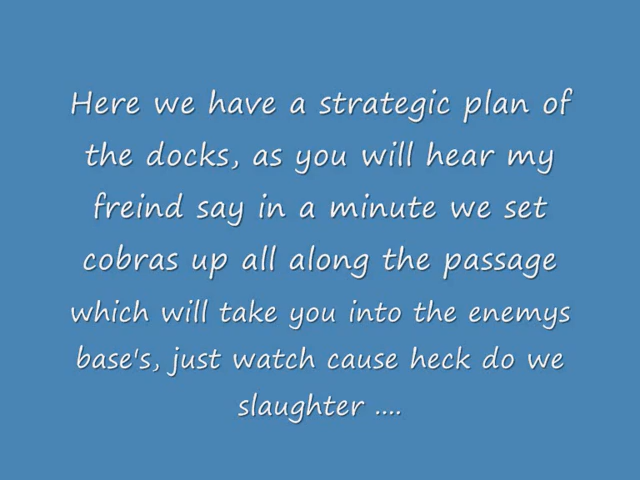 Here we have a strategic plan of
the docks, as you will hear my
freind say in a minute we set
cobras up all along the passage
which will take you into the enemys
base's, just watch cause heck do we
slaughter ....